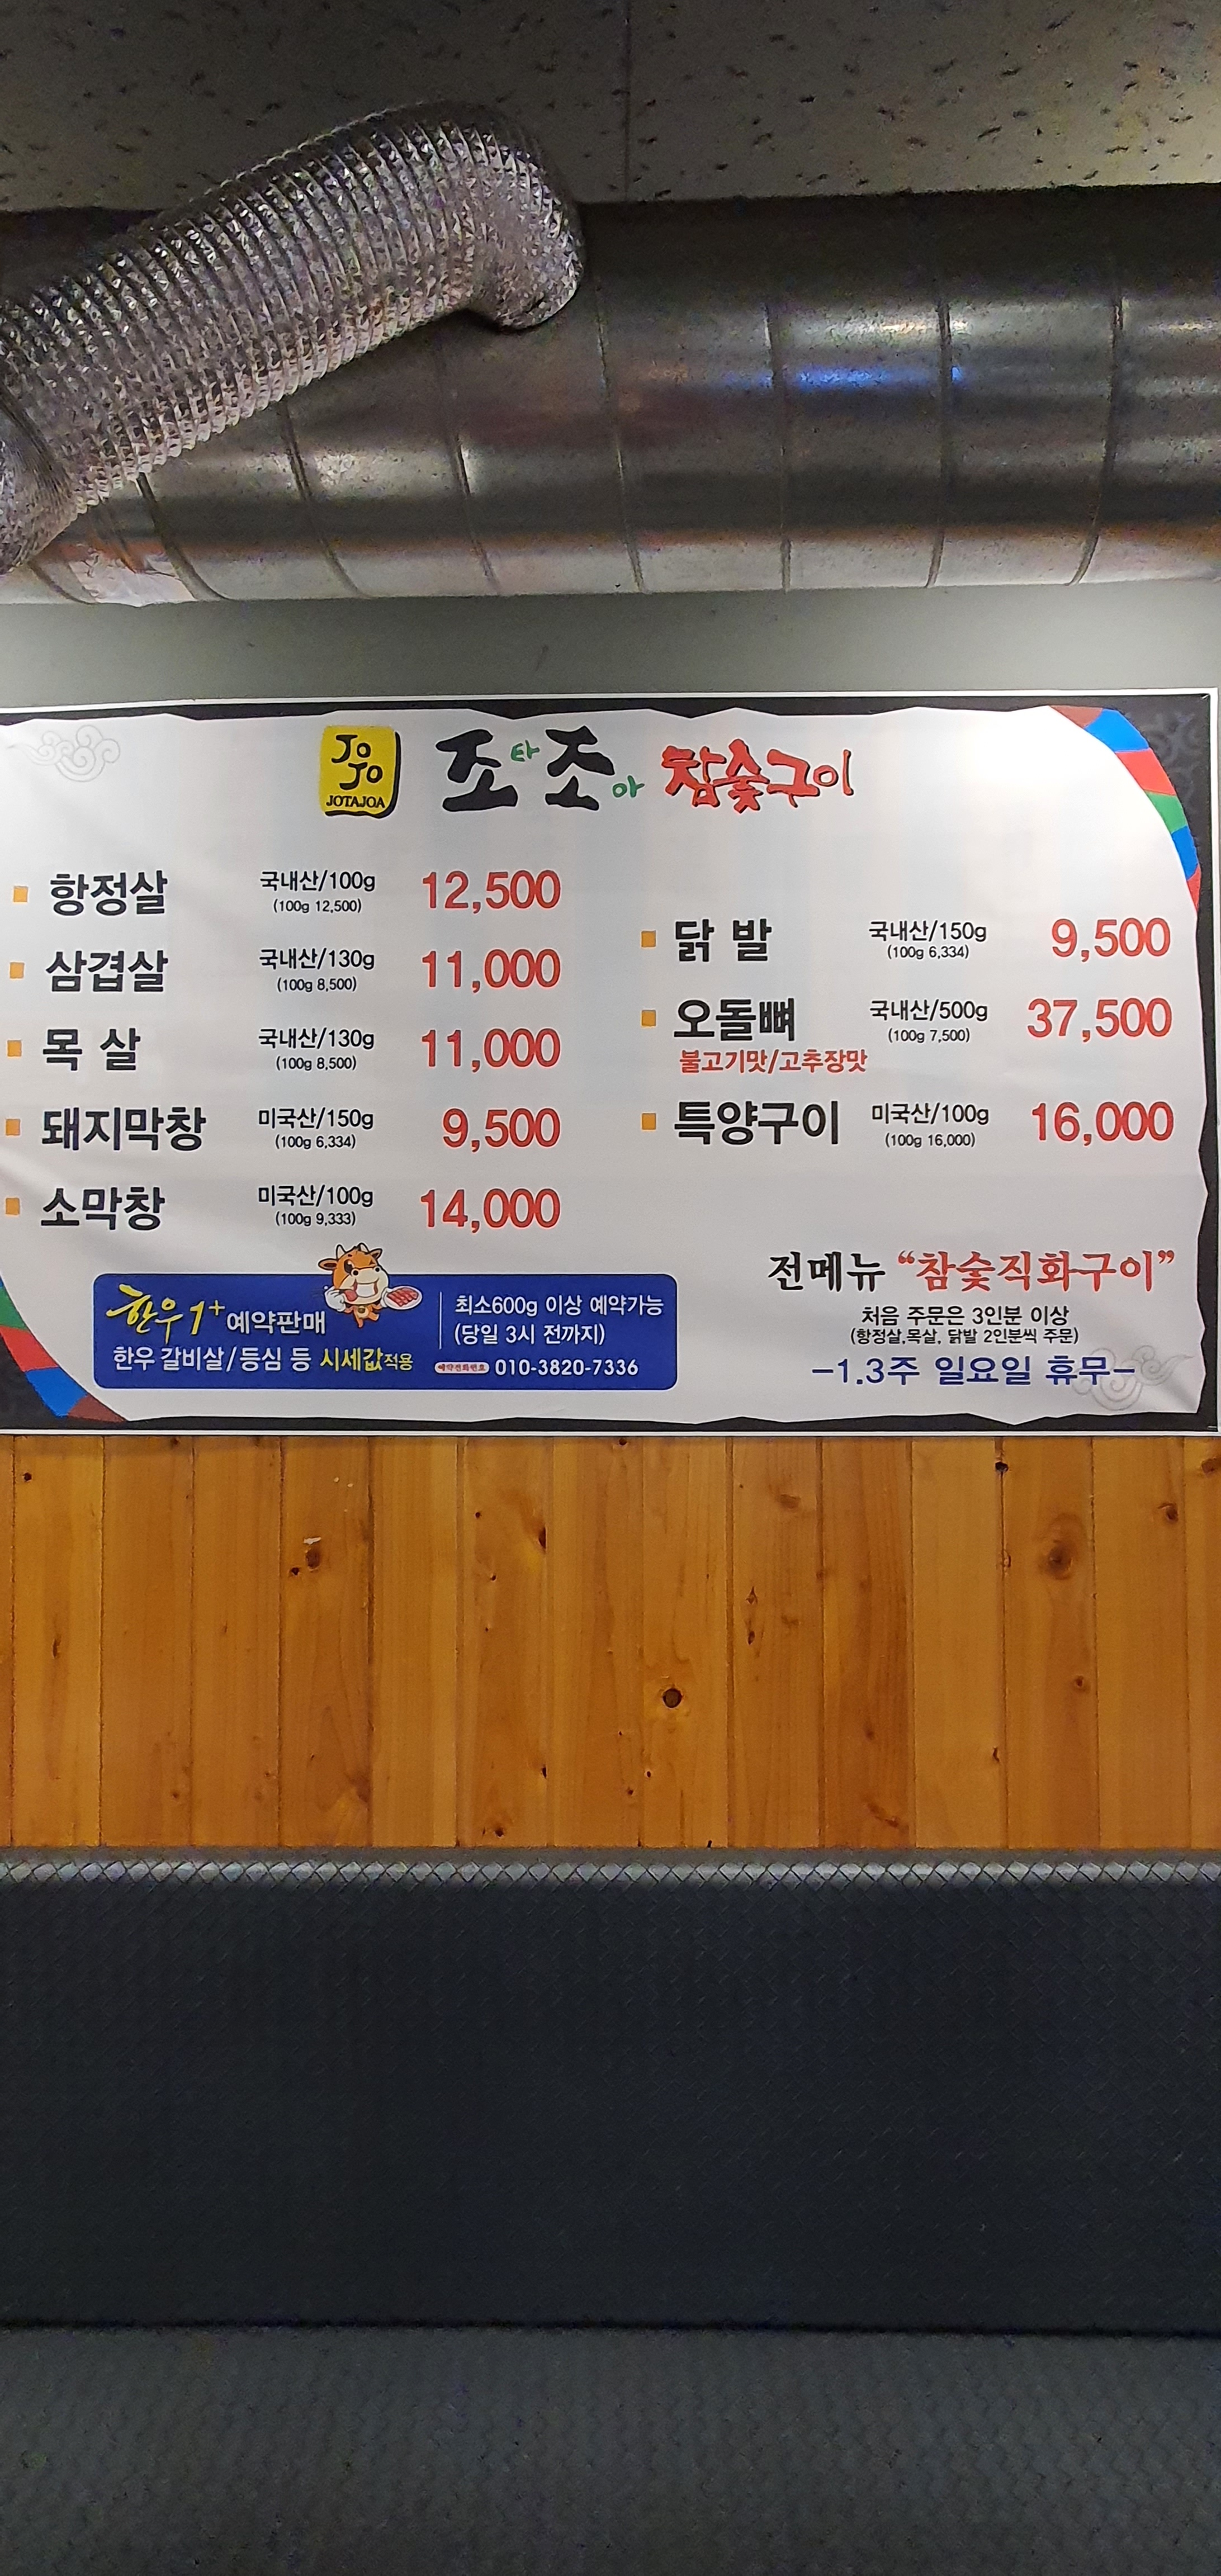 JOJO
JOTAJOA
조타조아 참숯구이
항정살 국내산/100g 12,500
(100g 12,500)
삼겹살 국내산/130g 11,000
(100g 8,500)
목 살 국내산/130g 11,000
(100g 8,500)
돼지막창 미국산/150g 9,500
(100g 6,334)
소막창 미국산/100g 14,000
(100g 9,333)
닭 발 국내산/150g 9,500
(100g 6,334)
오돌뼈 국내산/500g 37,500
(100g 7,500)
불고기맛/고추장맛
특양구이 미국산/100g 16,000
(100g 16,000)
한우1+예약판매
한우 갈비살/등심 등 시세값적용
최소600g 이상 예약가능
(당일 3시 전까지)
예약전화번호 010-3820-7336
전메뉴 “참숯직화구이”
처음 주문은 3인분 이상
(항정살.목살. 닭발 2인분씩 주문)
-1.3주 일요일 휴무-